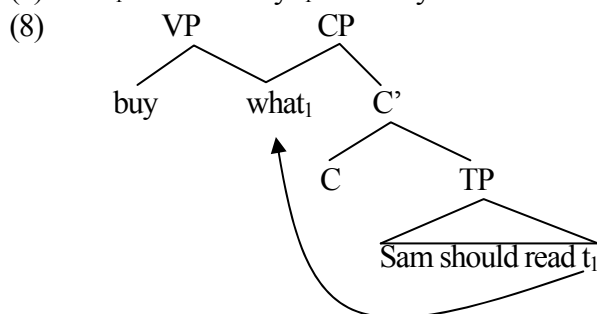 (8)
VP CP
buy what₁ C’
C TP
Sam should read t₁